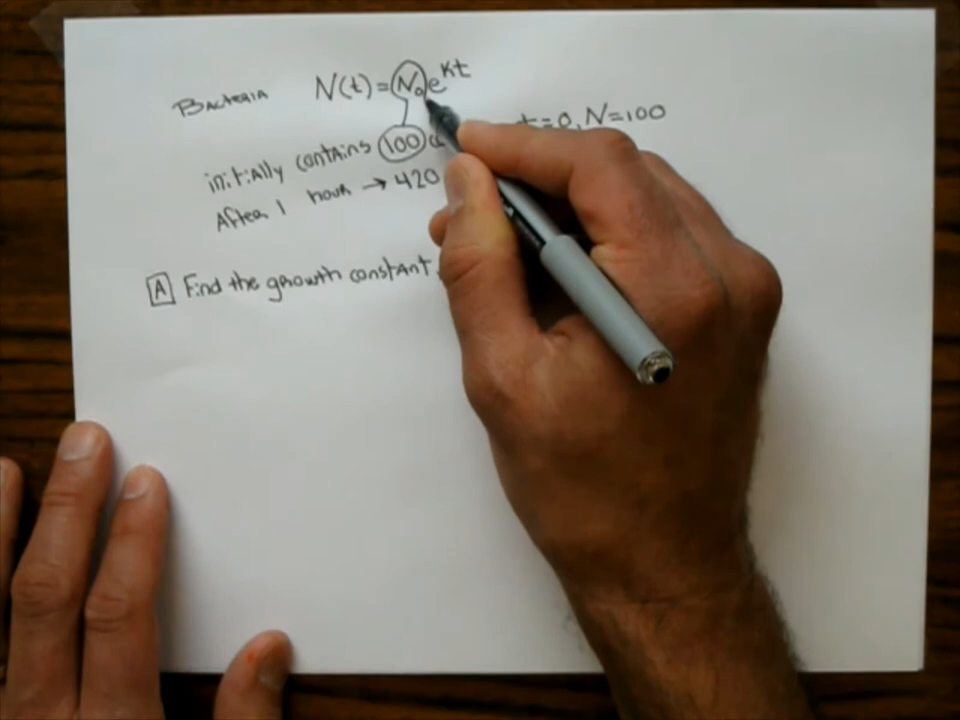 Bacteria N(t)=N₀e^kt
initially contains 100 t=0, N=100
After 1 hour → 420
A Find the growth constant.